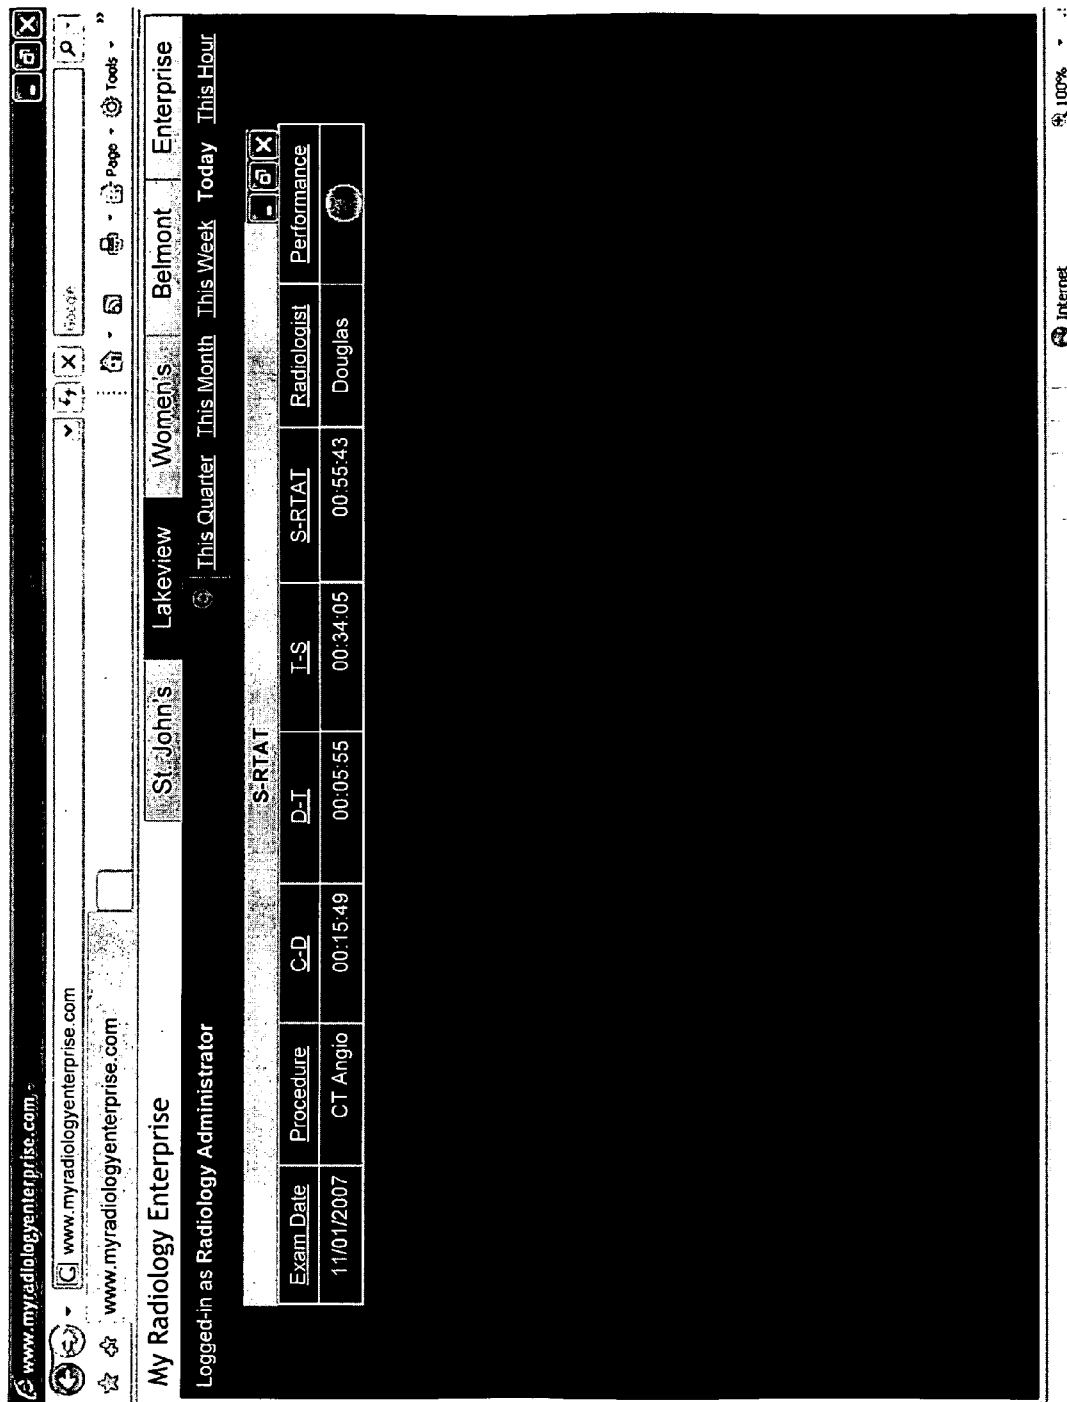 www.myradiologyenterprise.com
www.myradiologyenterprise.com
Google
www.myradiologyenterprise.com
Page Tools »
My Radiology Enterprise St. John's Lakeview Women's Belmont Enterprise
Logged-in as Radiology Administrator This Quarter This Month This Week Today This Hour
S-RTAT
Exam Date Procedure C-D D-T T-S S-RTAT Radiologist Performance
11/01/2007 CT Angio 00:15:49 00:05:55 00:34:05 00:55:43 Douglas
Internet 100%